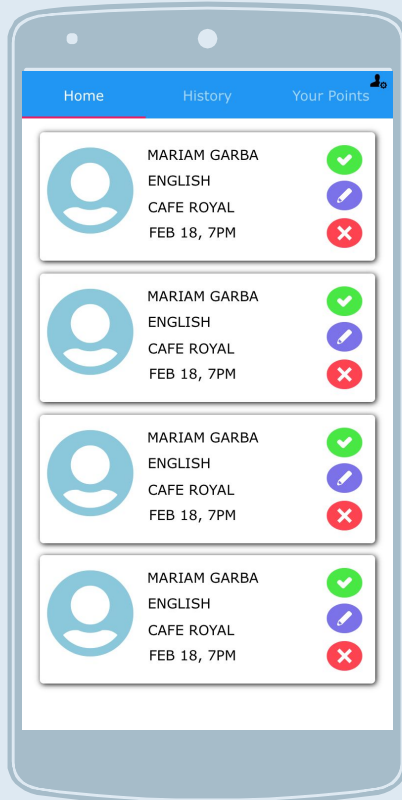 Home History Your Points
MARIAM GARBA
ENGLISH
CAFE ROYAL
FEB 18, 7PM
MARIAM GARBA
ENGLISH
CAFE ROYAL
FEB 18, 7PM
MARIAM GARBA
ENGLISH
CAFE ROYAL
FEB 18, 7PM
MARIAM GARBA
ENGLISH
CAFE ROYAL
FEB 18, 7PM